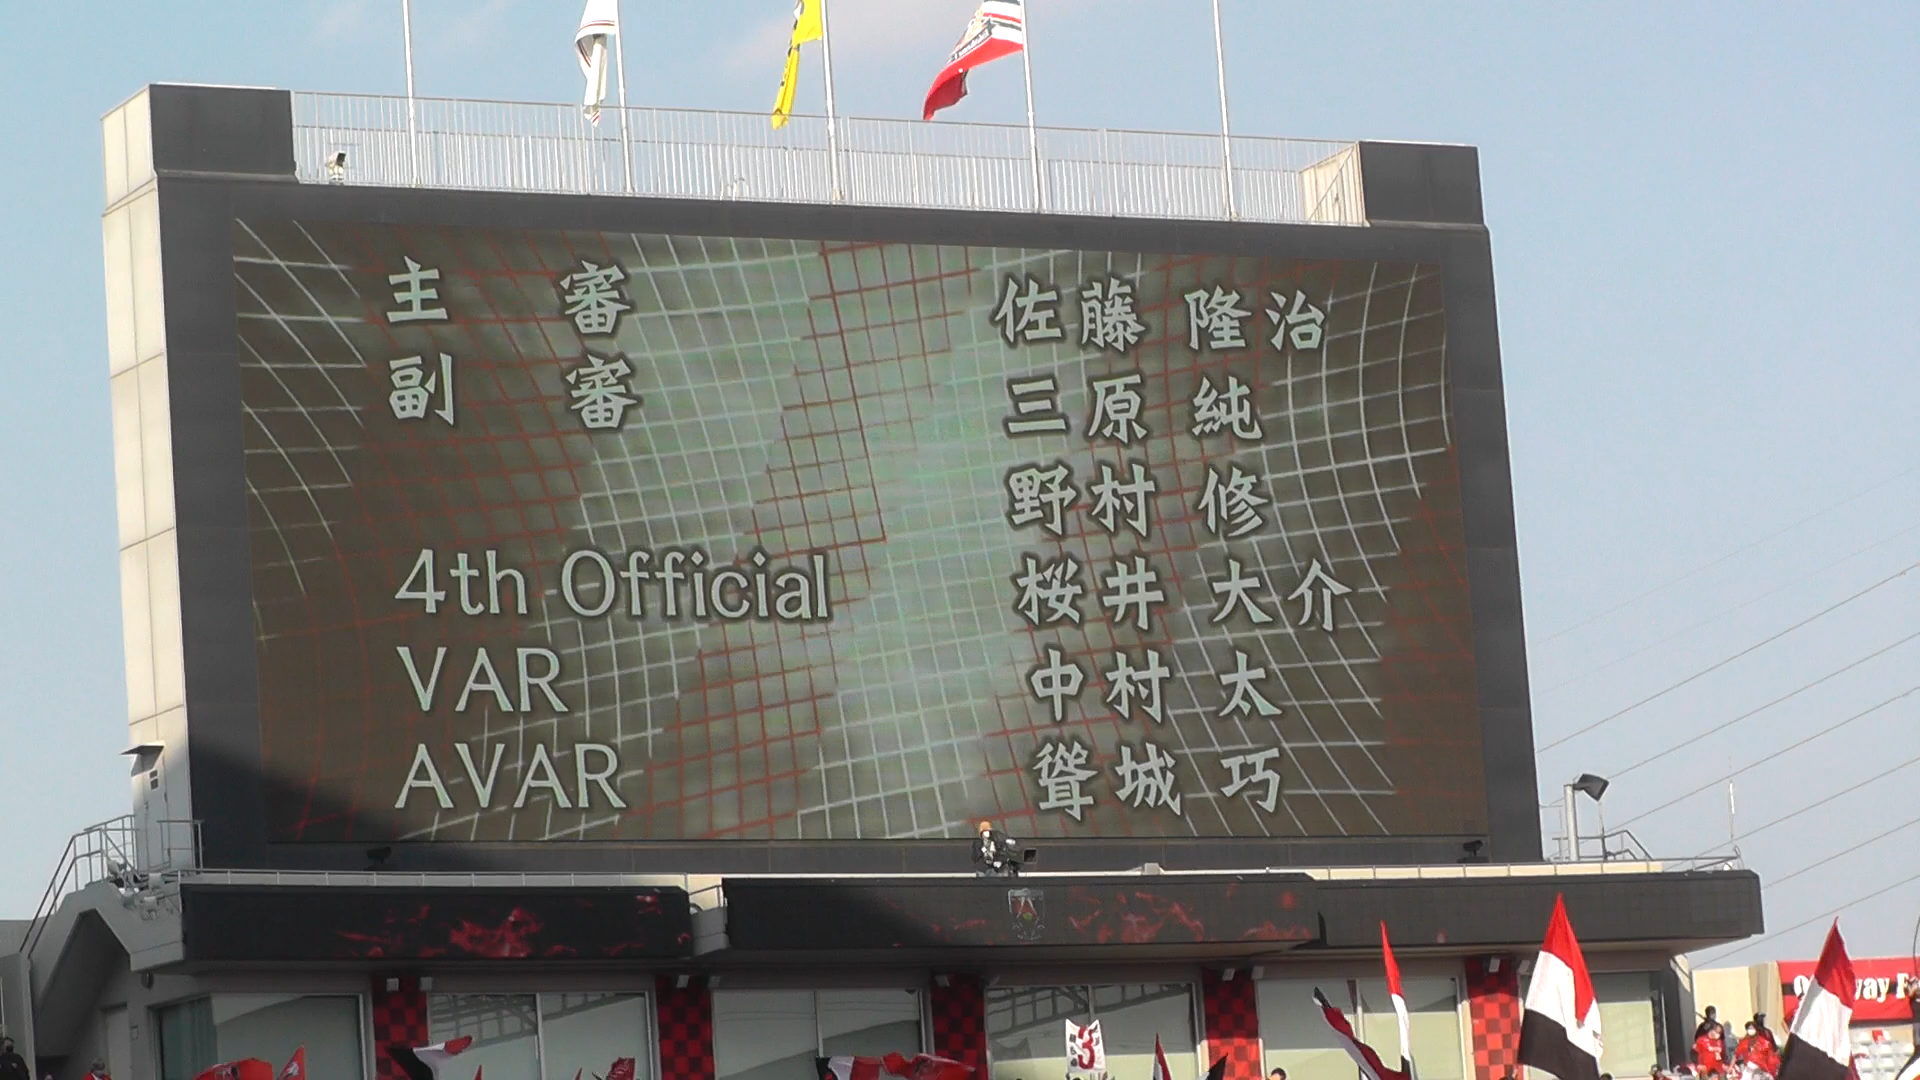 主審 佐藤 隆治
副審 三原 純
野村 修
4th Official 桜井 大介
VAR 中村 太
AVAR 聳城 巧
3